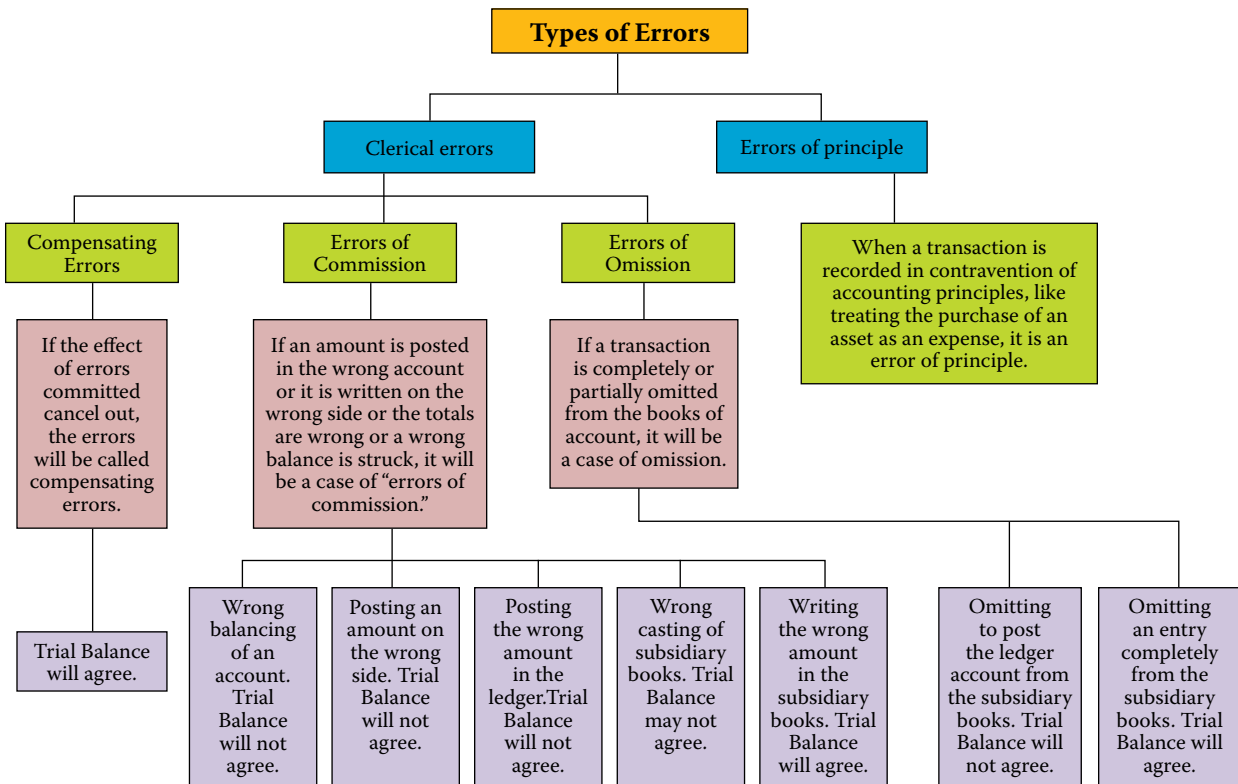 Types of Errors
Clerical errors
Errors of principle
Compensating
Errors
Errors of
Commission
Errors of
Omission
When a transaction is
recorded in contravention of
accounting principles, like
treating the purchase of an
asset as an expense, it is an
error of principle.
If the effect
of errors
committed
cancel out,
the errors
will be called
compensating
errors.
If an amount is posted
in the wrong account
or it is written on the
wrong side or the totals
are wrong or a wrong
balance is struck, it will
be a case of “errors of
commission.”
If a transaction
is completely or
partially omitted
from the books of
account, it will be
a case of omission.
Trial Balance
will agree.
Wrong
balancing
of an
account.
Trial
Balance
will not
agree.
Posting an
amount on
the wrong
side. Trial
Balance
will not
agree.
Posting
the wrong
amount
in the
ledger.Trial
Balance
will not
agree.
Wrong
casting of
subsidiary
books. Trial
Balance
may not
agree.
Writing
the wrong
amount
in the
subsidiary
books. Trial
Balance
will agree.
Omitting
to post
the ledger
account from
the subsidiary
books. Trial
Balance will
not agree.
Omitting
an entry
completely
from the
subsidiary
books. Trial
Balance will
agree.